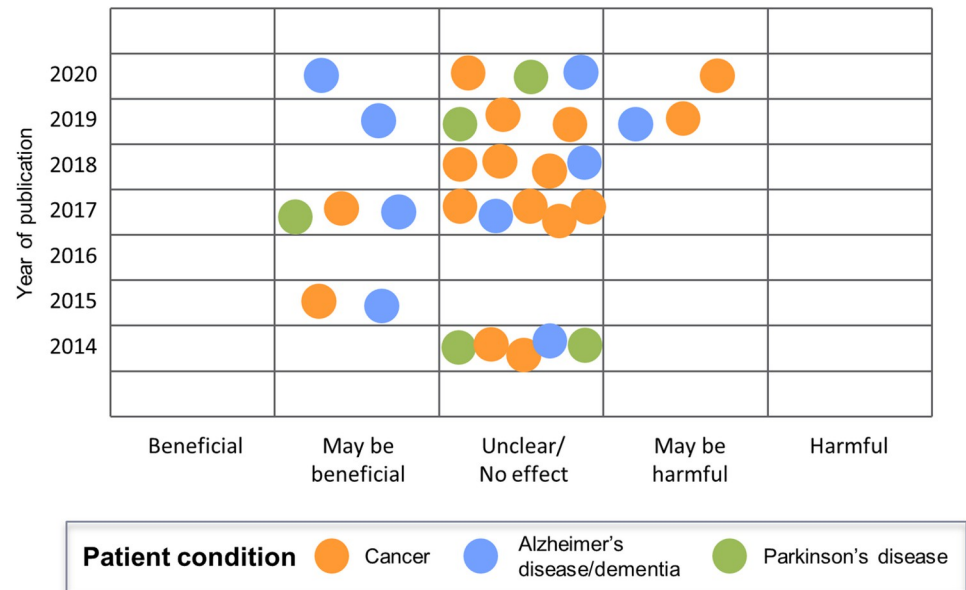 Year of publication
2020
2019
2018
2017
2016
2015
2014
Beneficial
May be
beneficial
Unclear/
No effect
May be
harmful
Harmful
Patient condition
Cancer
Alzheimer's
disease/dementia
Parkinson's disease